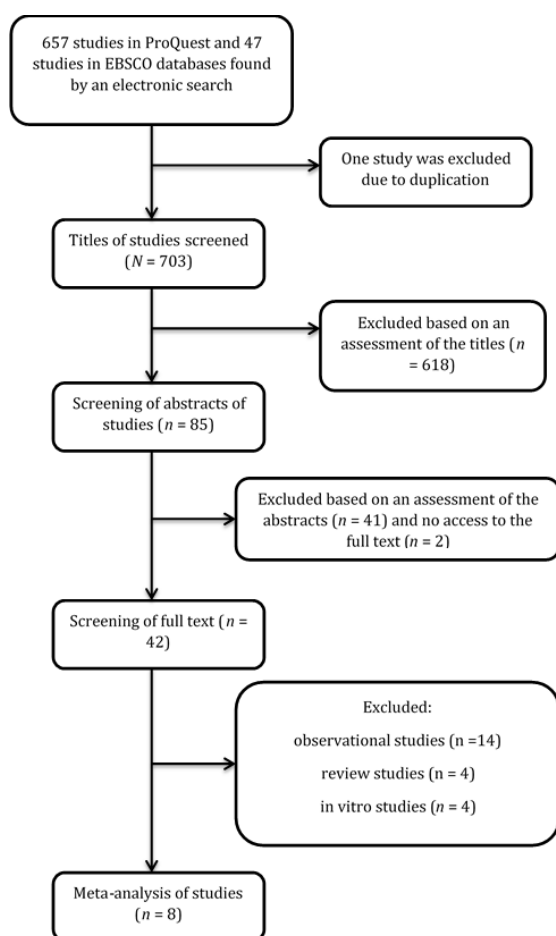 657 studies in ProQuest and 47
studies in EBSCO databases found
by an electronic search
One study was excluded
due to duplication
Titles of studies screened
(N = 703)
Excluded based on an
assessment of the titles (n
= 618)
Screening of abstracts of
studies (n = 85)
Excluded based on an assessment of the
abstracts (n = 41) and no access to the
full text (n = 2)
Screening of full text (n =
42)
Excluded:
observational studies (n =14)
review studies (n = 4)
in vitro studies (n = 4)
Meta-analysis of studies
(n = 8)